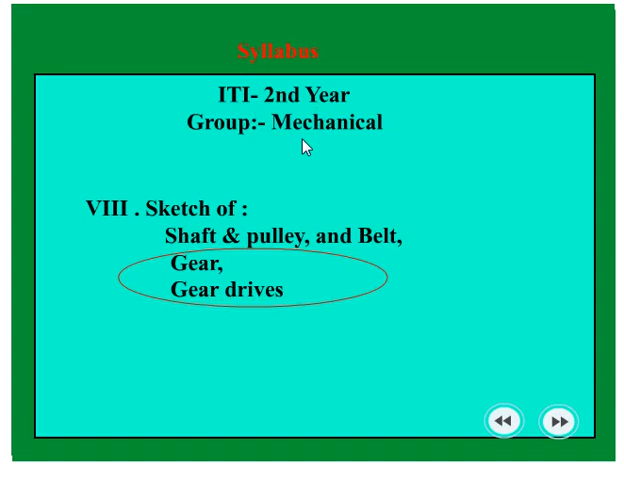 Syllabus
ITI- 2nd Year
Group:- Mechanical
VIII . Sketch of :
Shaft & pulley, and Belt,
Gear,
Gear drives